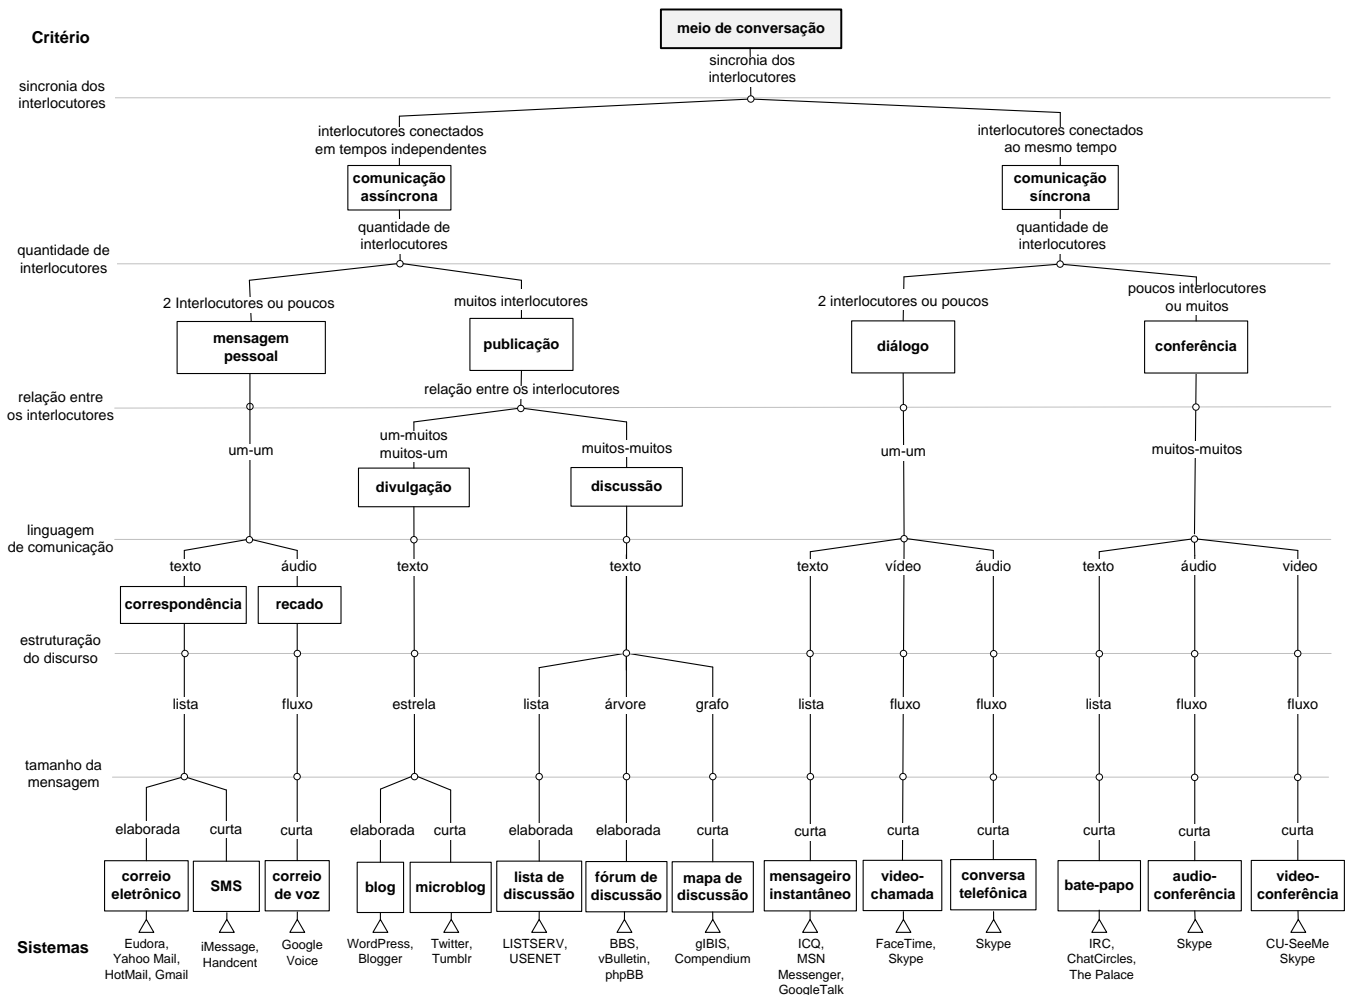 meio de conversação
Critério
sincronia dos
interlocutores
sincronia dos
interlocutores
interlocutores conectados
em tempos independentes
interlocutores conectados
ao mesmo tempo
comunicação
assíncrona
comunicação
síncrona
quantidade de
interlocutores
quantidade de
interlocutores
quantidade de
interlocutores
2 Interlocutores ou poucos
muitos interlocutores
2 interlocutores ou poucos
poucos interlocutores
ou muitos
mensagem
pessoal
publicação
diálogo
conferência
relação entre os interlocutores
relação entre
os interlocutores
um-um
um-muitos
muitos-um
muitos-muitos
um-um
muitos-muitos
divulgação
discussão
linguagem
de comunicação
texto
áudio
texto
texto
texto
vídeo
áudio
texto
áudio
video
correspondência
recado
estruturação
do discurso
lista
fluxo
estrela
lista
árvore
grafo
lista
fluxo
fluxo
lista
fluxo
fluxo
tamanho da
mensagem
elaborada
curta
curta
elaborada
curta
elaborada
elaborada
curta
curta
curta
curta
curta
curta
curta
correio
eletrônico
SMS
correio
de voz
blog
microblog
lista de
discussão
fórum de
discussão
mapa de
discussão
mensageiro
instantâneo
video-
chamada
conversa
telefônica
bate-papo
audio-
conferência
video-
conferência
Sistemas
Eudora,
Yahoo Mail,
HotMail, Gmail
iMessage,
Handcent
Google
Voice
WordPress,
Blogger
Twitter,
Tumblr
LISTSERV,
USENET
BBS,
vBulletin,
phpBB
gIBIS,
Compendium
ICQ,
MSN
Messenger,
GoogleTalk
FaceTime,
Skype
Skype
IRC,
ChatCircles,
The Palace
Skype
CU-SeeMe
Skype